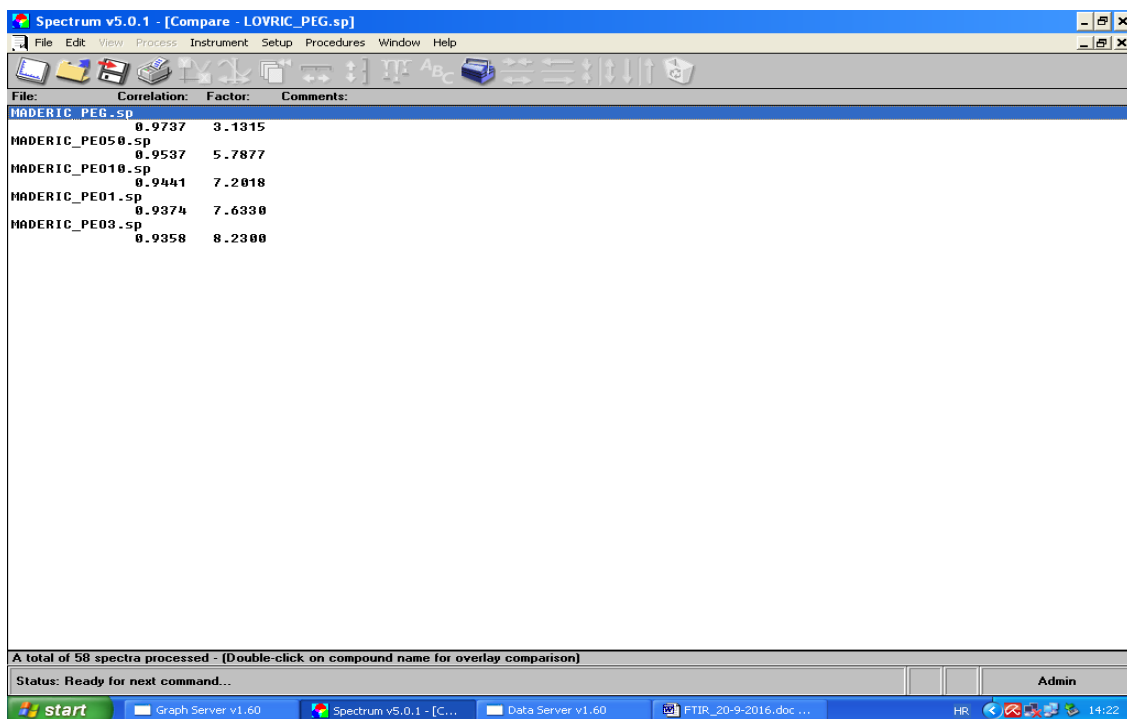 Spectrum v5.0.1 - [Compare - LOVRIC_PEG.sp]
File Edit View Process Instrument Setup Procedures Window Help
ABC
File: Correlation: Factor: Comments:
MADERIC_PEG.sp
0.9737 3.1315
MADERIC_PEO50.sp
0.9537 5.7877
MADERIC_PEO10.sp
0.9441 7.2018
MADERIC_PEO1.sp
0.9374 7.6330
MADERIC_PEO3.sp
0.9358 8.2300
A total of 58 spectra processed - (Double-click on compound name for overlay comparison)
Status: Ready for next command... Admin
start Graph Server v1.60 Spectrum v5.0.1 - [C... Data Server v1.60 FTIR_20-9-2016.doc ... HR 14:22